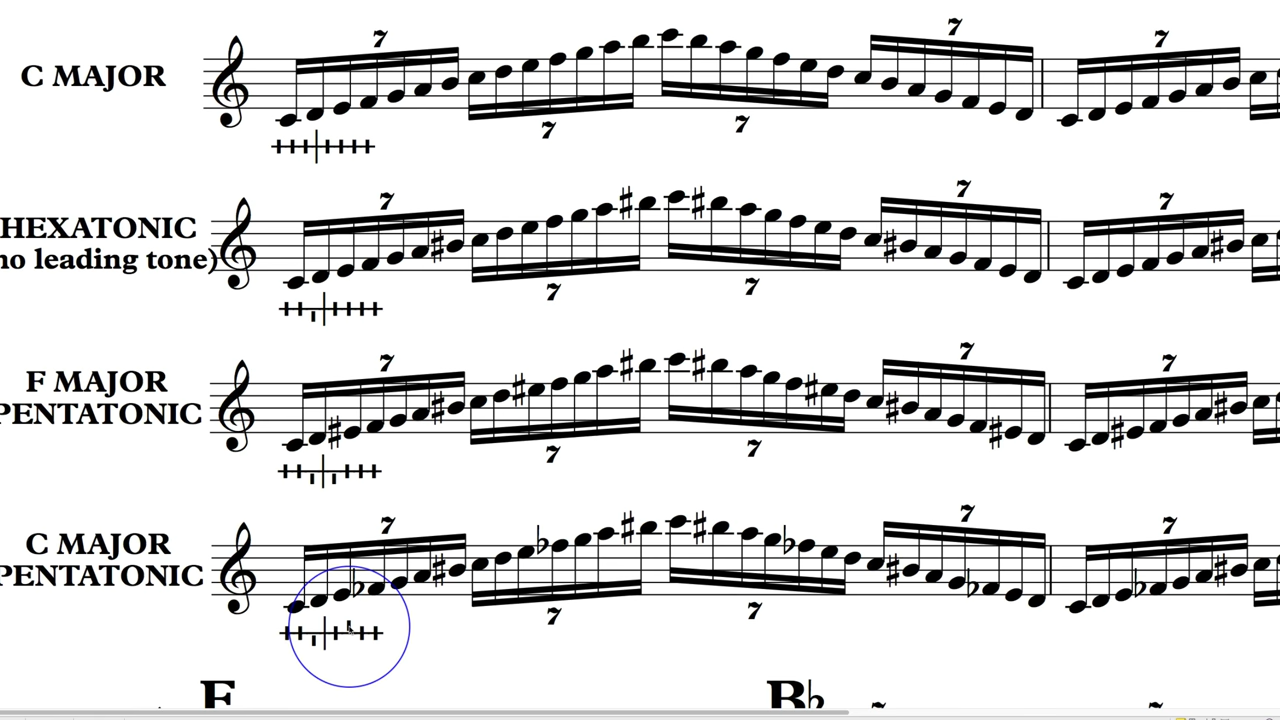 7 7
C MAJOR
7 7
7 7 7
HEXATONIC
no leading tone)
7 7
7 7 7
F MAJOR
PENTATONIC
7 7
7 7 7
C MAJOR
PENTATONIC
7 7
F B♭